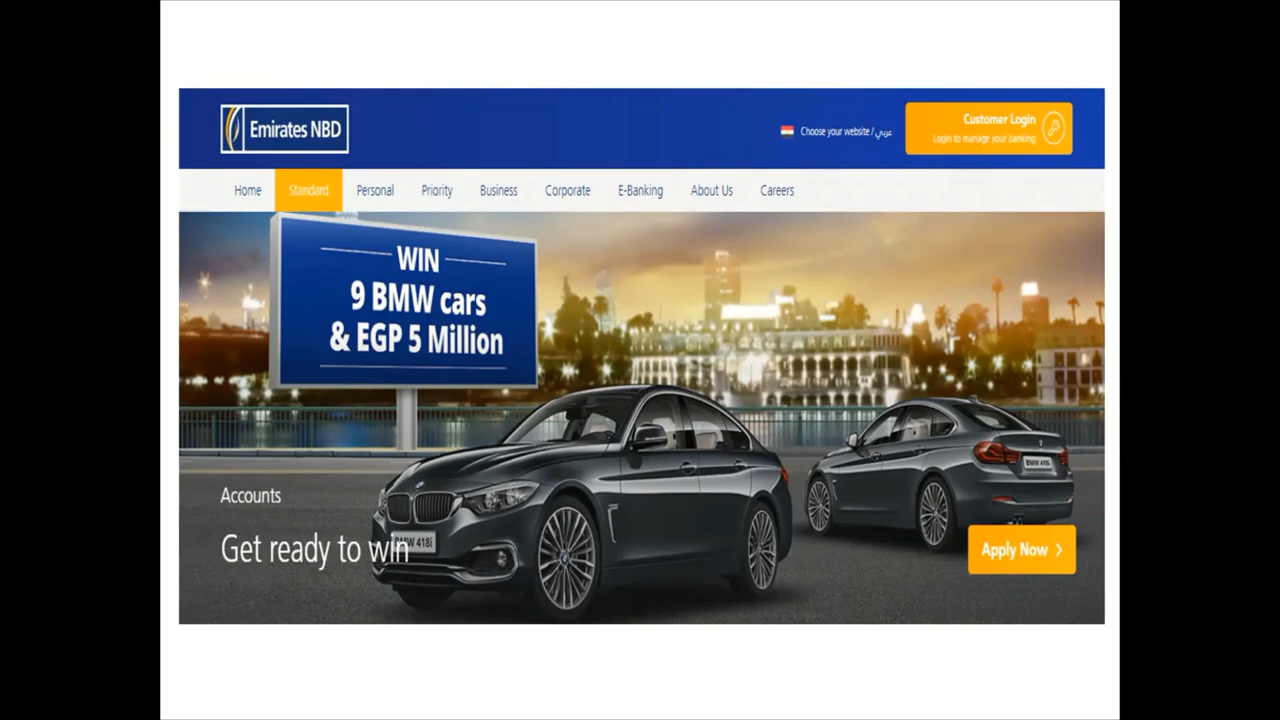 Emirates NBD
Choose your website / عربي
Customer Login
Login to manage your banking
Home Standard Personal Priority Business Corporate E-Banking About Us Careers
WIN
9 BMW cars
& EGP 5 Million
BMW 418i
BMW 418i
Accounts
Get ready to win
Apply Now